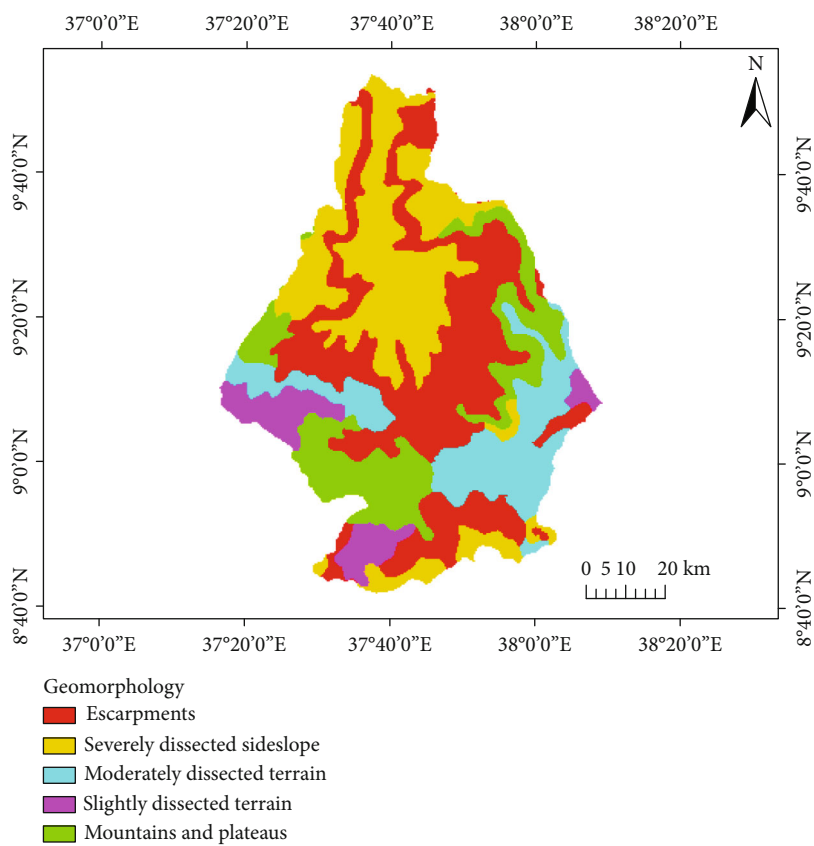 37°0’0”E 37°20’0”E 37°40’0”E 38°0’0”E 38°20’0”E
N
9°40’0”N 9°40’0”N
9°20’0”N 9°20’0”N
9°0’0”N 9°0’0”N
0 5 10 20 km
8°40’0”N 8°40’0”N
37°0’0”E 37°20’0”E 37°40’0”E 38°0’0”E 38°20’0”E
Geomorphology
Escarpments
Severely dissected sideslope
Moderately dissected terrain
Slightly dissected terrain
Mountains and plateaus